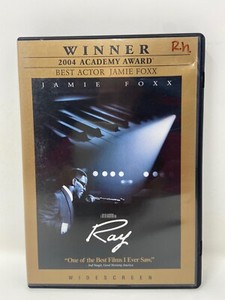 WINNER
R.n
2004 ACADEMY AWARD
BEST ACTOR JAMIE FOXX
JAMIE FOXX
Ray
"One of the Best Films I Ever Saw."
WIDESCREEN